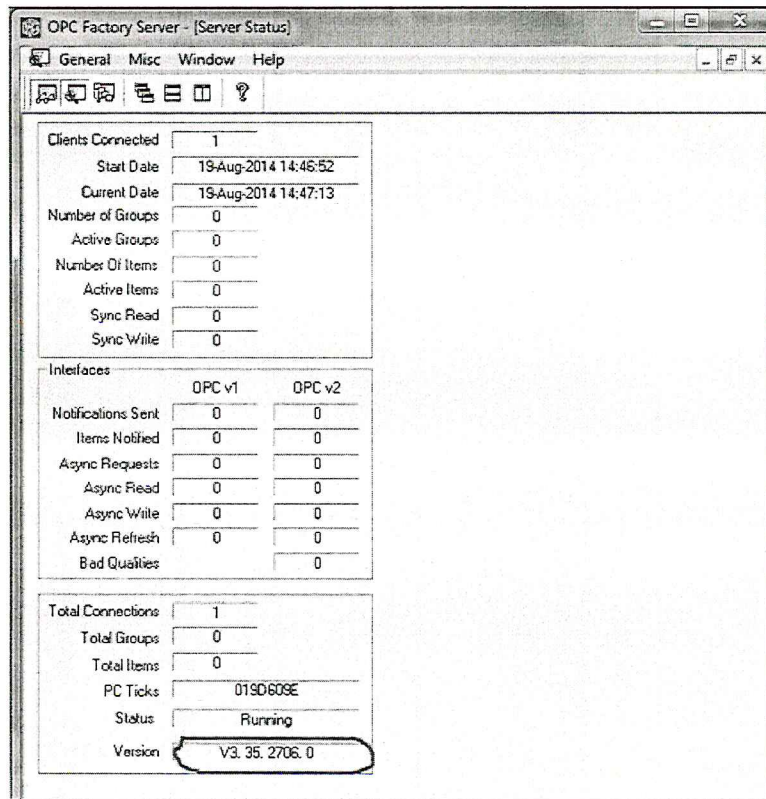 OPC Factory Server - [Server Status]
General Misc Window Help
Clients Connected 1
Start Date 19-Aug-2014 14:46:52
Current Date 19-Aug-2014 14:47:13
Number of Groups 0
Active Groups 0
Number Of Items 0
Active Items 0
Sync Read 0
Sync Write 0
Interfaces
OPC v1 OPC v2
Notifications Sent 0 0
Items Notified 0 0
Async Requests 0 0
Async Read 0 0
Async Write 0 0
Async Refresh 0 0
Bad Qualities 0
Total Connections 1
Total Groups 0
Total Items 0
PC Ticks 019D609E
Status Running
Version V3. 35. 2706. 0